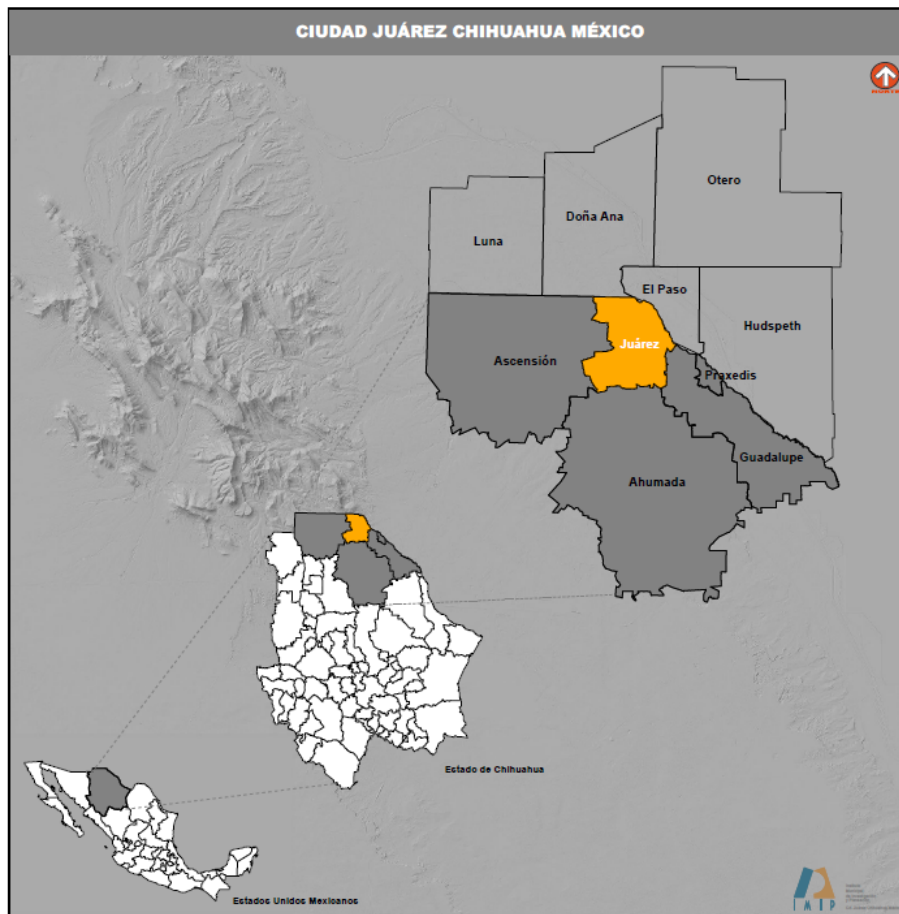 CIUDAD JUÁREZ CHIHUAHUA MÉXICO
NORTE
Otero
Doña Ana
Luna
El Paso
Hudspeth
Juárez
Ascensión
Praxedis
Guadalupe
Ahumada
Estado de Chihuahua
Estados Unidos Mexicanos
IMIP